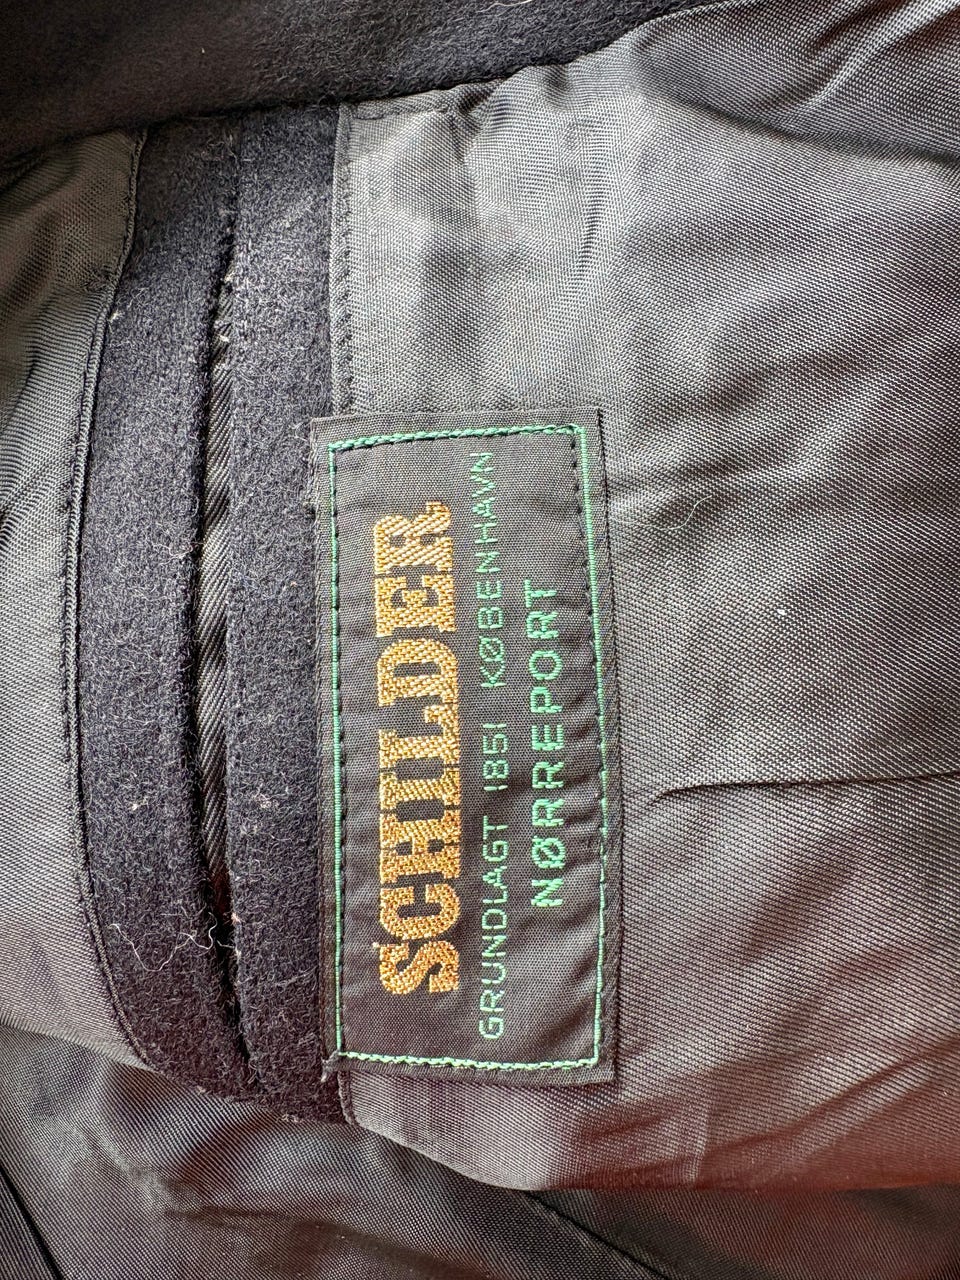 SCHILDER
GRUNDLAGT 1851 KØBENHAVN
NØRREPORT